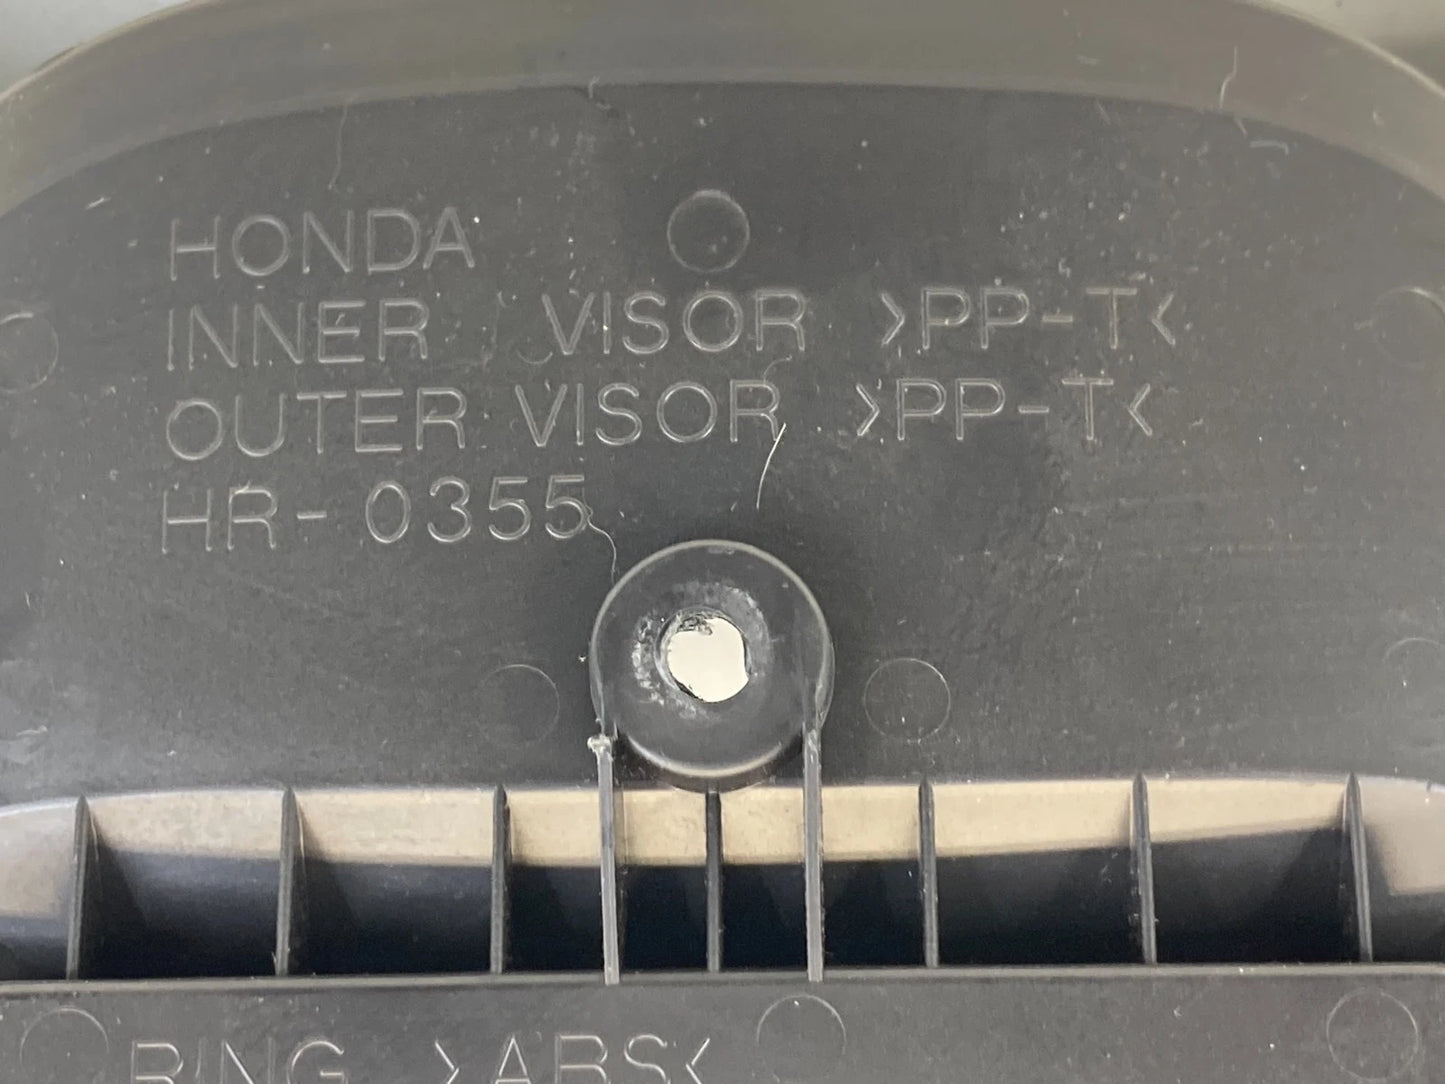 HONDA
INNER VISOR >PP-T<
OUTER VISOR >PP-T<
HR-0355
RING >ABS<